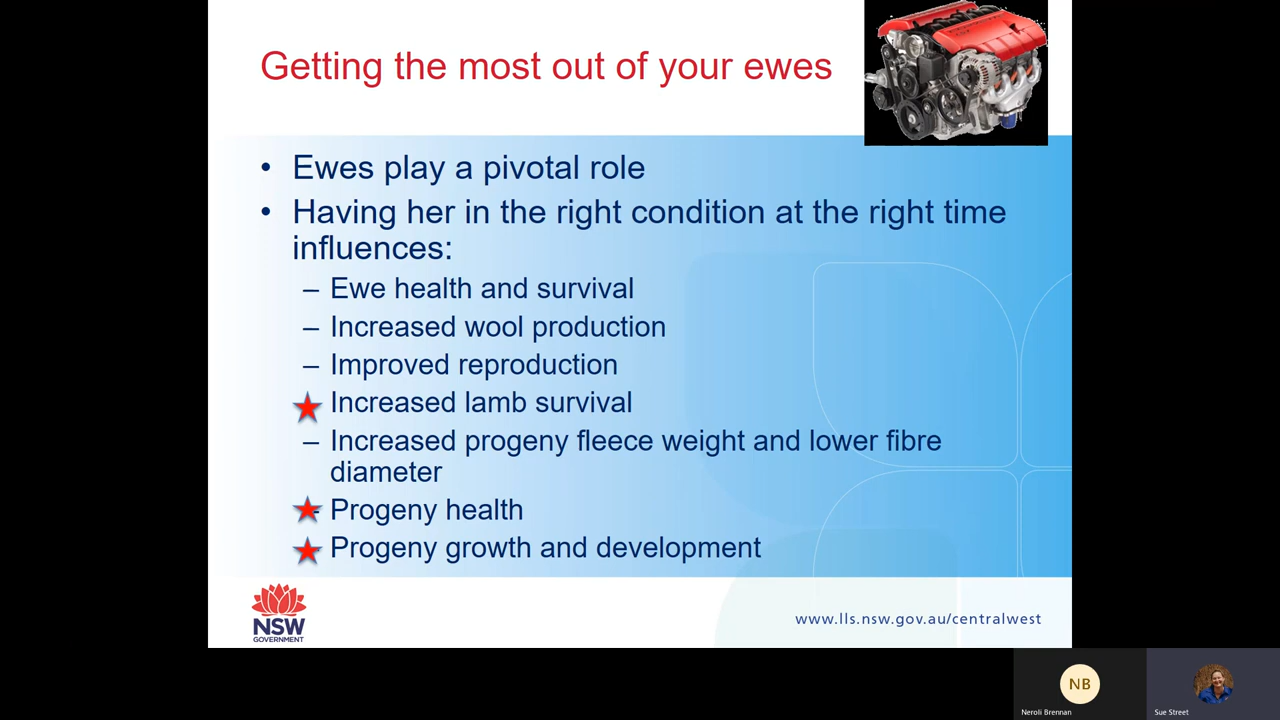 Getting the most out of your ewes
• Ewes play a pivotal role
• Having her in the right condition at the right time
influences:
– Ewe health and survival
– Increased wool production
– Improved reproduction
Increased lamb survival
– Increased progeny fleece weight and lower fibre
diameter
Progeny health
Progeny growth and development
NSW
GOVERNMENT
www.lls.nsw.gov.au/centralwest
NB
Neroli Brennan
Sue Street